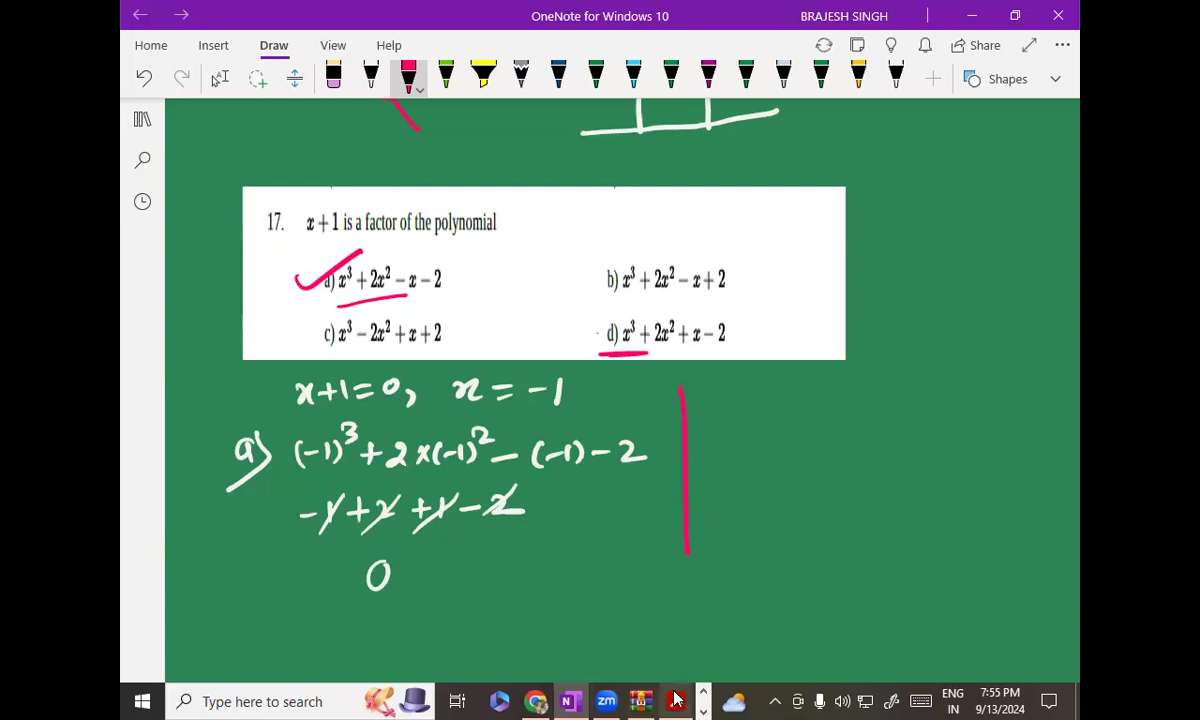 OneNote for Windows 10
BRAJESH SINGH
Home Insert Draw View Help
Share
Shapes
17. x + 1 is a factor of the polynomial
a) x³ + 2x² − x − 2
b) x³ + 2x² − x + 2
c) x³ − 2x² + x + 2
d) x³ + 2x² + x − 2
x+1=0, x = -1
a) (-1)³ + 2×(-1)² - (-1) - 2
-1 + 2 + 1 - 2
0
Type here to search
zm
ENG
IN
7:55 PM
9/13/2024